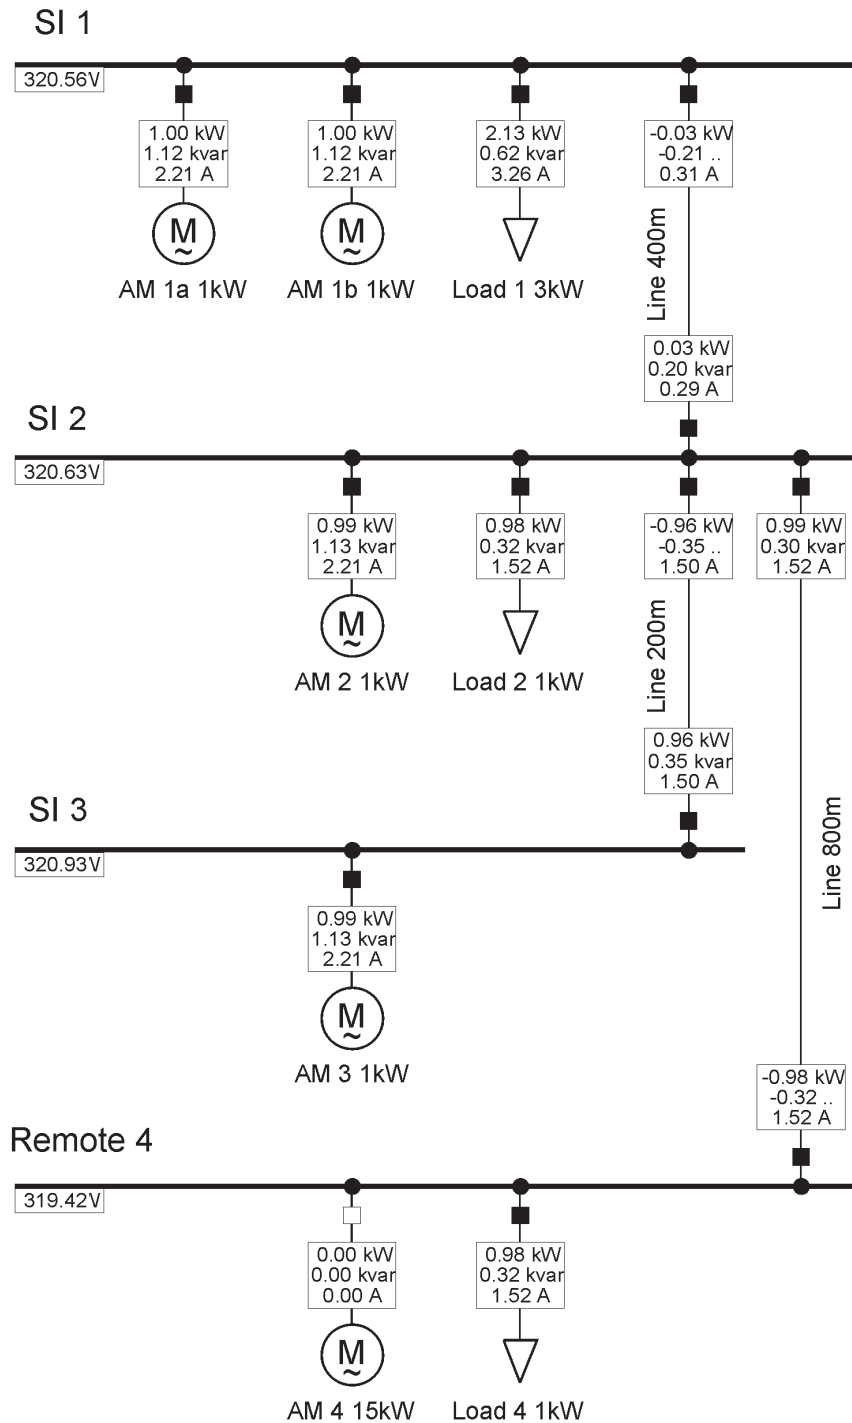 SI 1
320.56V
1.00 kW
1.12 kvar
2.21 A
M
~
AM 1a 1kW
1.00 kW
1.12 kvar
2.21 A
M
~
AM 1b 1kW
2.13 kW
0.62 kvar
3.26 A
Load 1 3kW
-0.03 kW
-0.21 ..
0.31 A
Line 400m
0.03 kW
0.20 kvar
0.29 A
SI 2
320.63V
0.99 kW
1.13 kvar
2.21 A
M
~
AM 2 1kW
0.98 kW
0.32 kvar
1.52 A
Load 2 1kW
-0.96 kW
-0.35 ..
1.50 A
Line 200m
0.96 kW
0.35 kvar
1.50 A
0.99 kW
0.30 kvar
1.52 A
Line 800m
-0.98 kW
-0.32 ..
1.52 A
SI 3
320.93V
0.99 kW
1.13 kvar
2.21 A
M
~
AM 3 1kW
Remote 4
319.42V
0.00 kW
0.00 kvar
0.00 A
M
~
AM 4 15kW
0.98 kW
0.32 kvar
1.52 A
Load 4 1kW